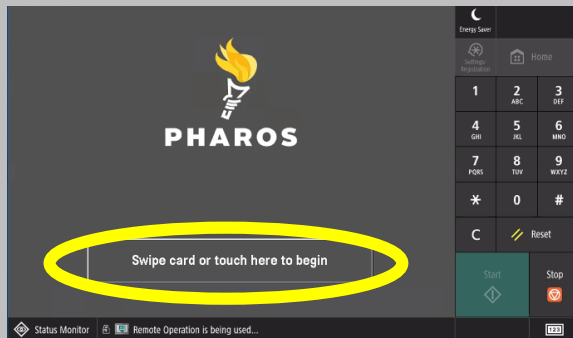 PHAROS
Swipe card or touch here to begin
Energy Saver
Settings/
Registration
Home
1
2
ABC
3
DEF
4
GHI
5
JKL
6
MNO
7
PQRS
8
TUV
9
WXYZ
*
0
#
C
Reset
Start
Stop
Status Monitor
Remote Operation is being used...
123